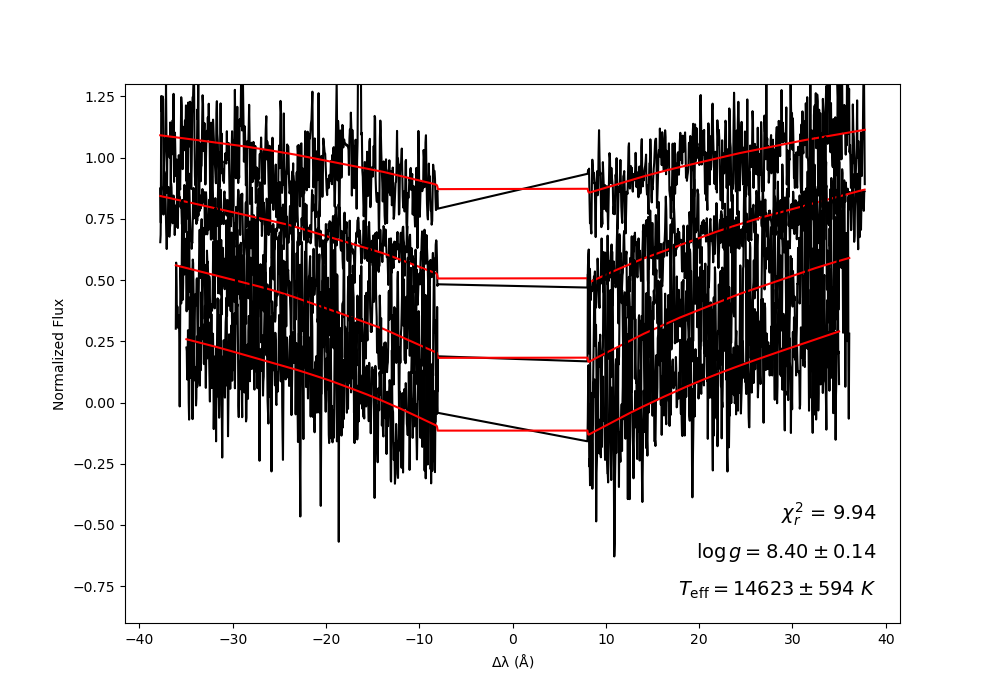 1.25
1.00
0.75
0.50
0.25
0.00
−0.25
−0.50
−0.75
Normalized Flux
χ²ᵣ = 9.94
log g = 8.40 ± 0.14
T_eff = 14623 ± 594 K
−40 −30 −20 −10 0 10 20 30 40
Δλ (Å)